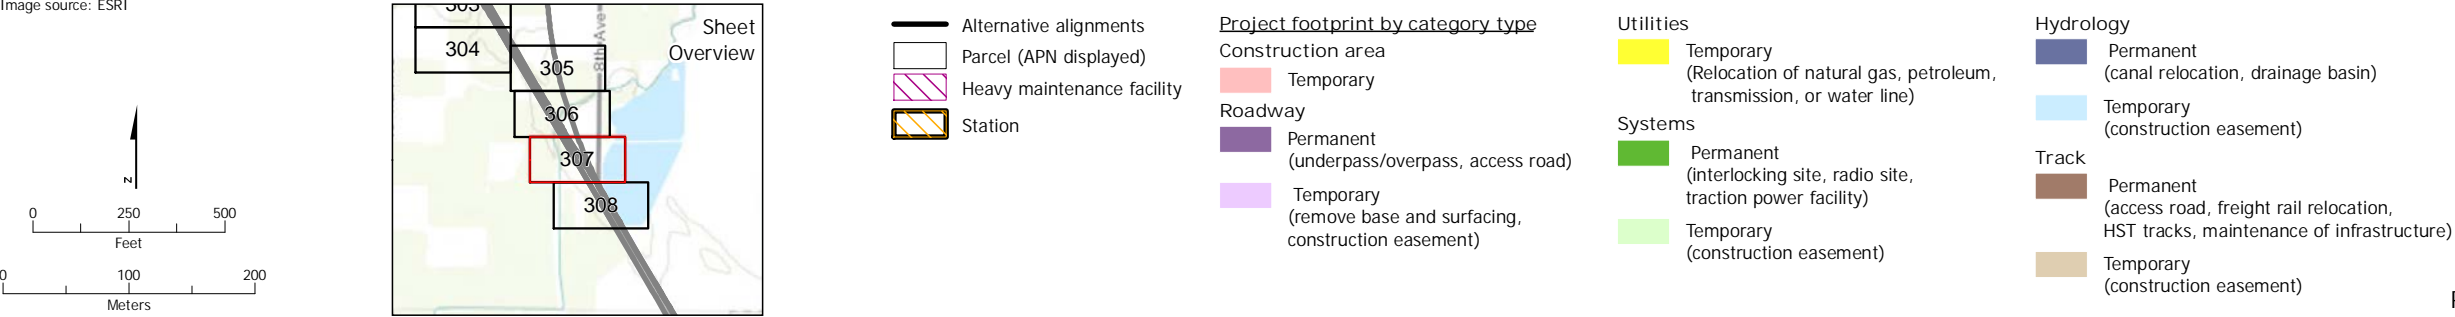 Image source: ESRI
N
0 250 500
Feet
0 100 200
Meters
Sheet
Overview
303
304
305
306
307
308
8th Ave
Alternative alignments
Parcel (APN displayed)
Heavy maintenance facility
Station
Project footprint by category type
Construction area
Temporary
Roadway
Permanent
(underpass/overpass, access road)
Temporary
(remove base and surfacing,
construction easement)
Utilities
Temporary
(Relocation of natural gas, petroleum,
transmission, or water line)
Systems
Permanent
(interlocking site, radio site,
traction power facility)
Temporary
(construction easement)
Hydrology
Permanent
(canal relocation, drainage basin)
Temporary
(construction easement)
Track
Permanent
(access road, freight rail relocation,
HST tracks, maintenance of infrastructure)
Temporary
(construction easement)